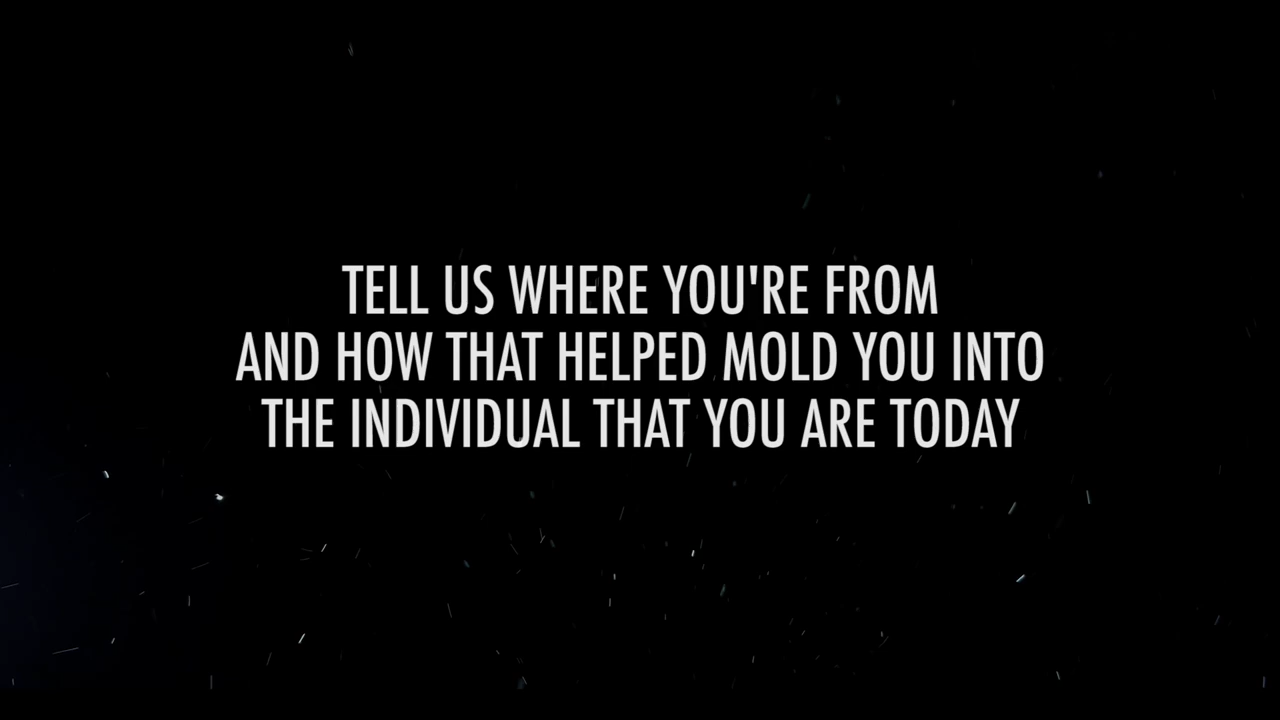 TELL US WHERE YOU'RE FROM
AND HOW THAT HELPED MOLD YOU INTO
THE INDIVIDUAL THAT YOU ARE TODAY